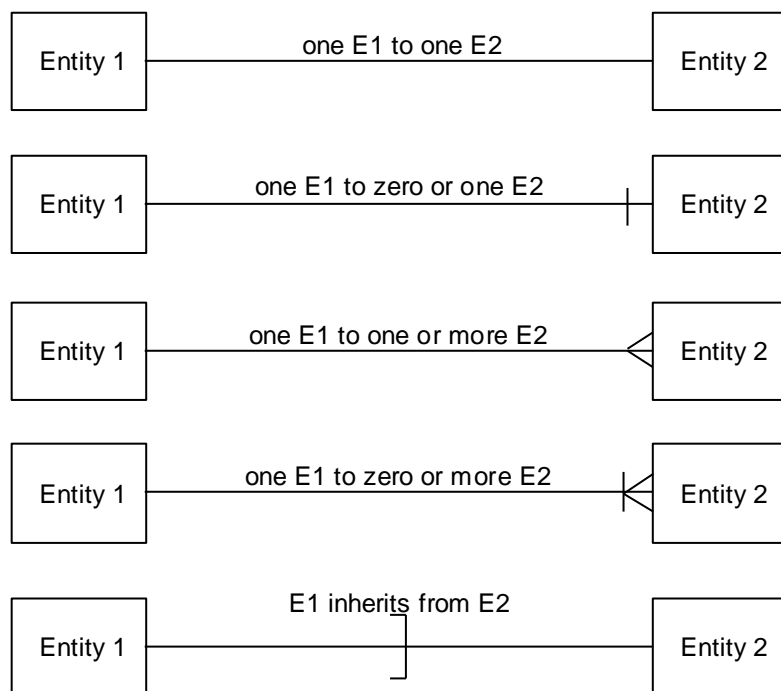 one E1 to one E2
Entity 1
Entity 2
one E1 to zero or one E2
Entity 1
Entity 2
one E1 to one or more E2
Entity 1
Entity 2
one E1 to zero or more E2
Entity 1
Entity 2
E1 inherits from E2
Entity 1
Entity 2